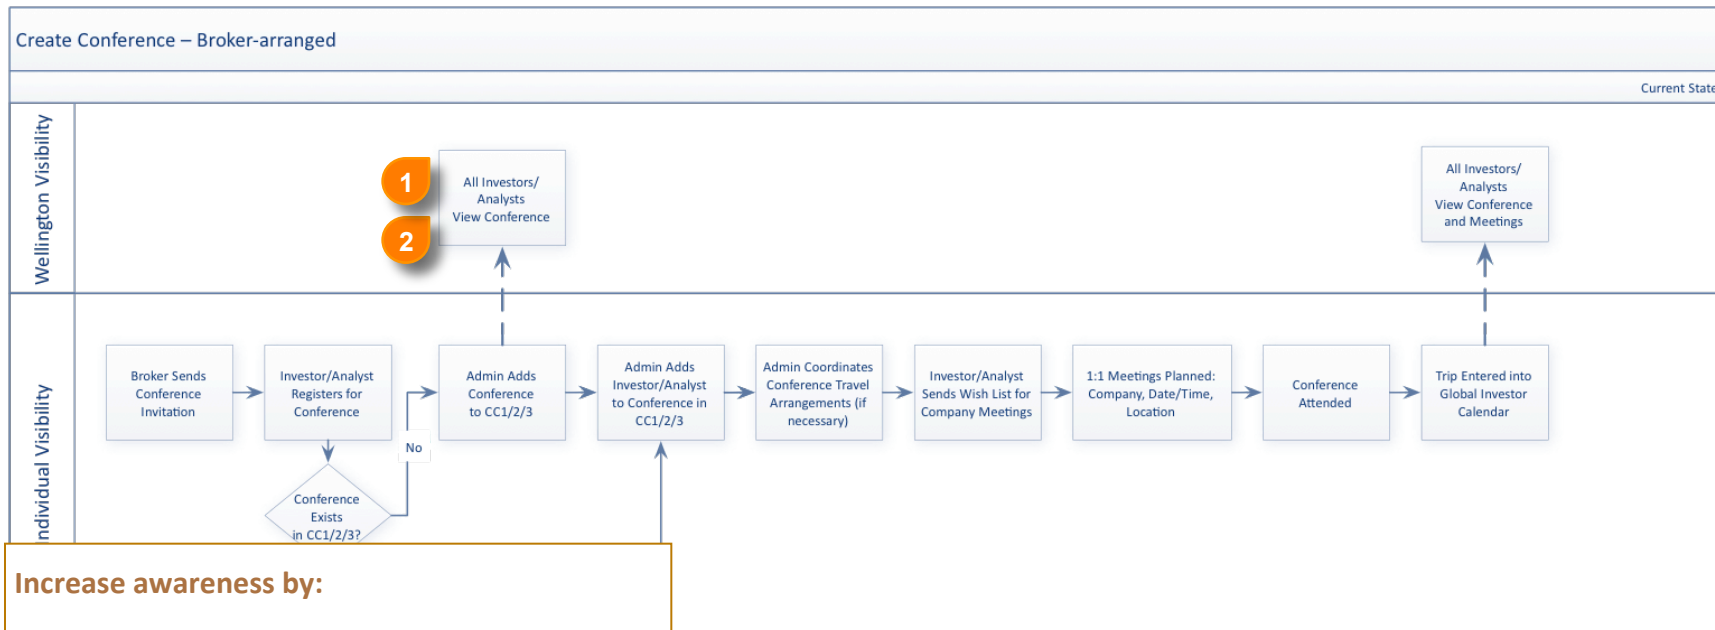 Create Conference – Broker-arranged
Current State
Wellington Visibility
1
2
All Investors/
Analysts
View Conference
All Investors/
Analysts
View Conference
and Meetings
Individual Visibility
Broker Sends
Conference
Invitation
Investor/Analyst
Registers for
Conference
Conference
Exists
in CC1/2/3?
No
Admin Adds
Conference
to CC1/2/3
Admin Adds
Investor/Analyst
to Conference in
CC1/2/3
Admin Coordinates
Conference Travel
Arrangements (if
necessary)
Investor/Analyst
Sends Wish List for
Company Meetings
1:1 Meetings Planned:
Company, Date/Time,
Location
Conference
Attended
Trip Entered into
Global Investor
Calendar
Increase awareness by: